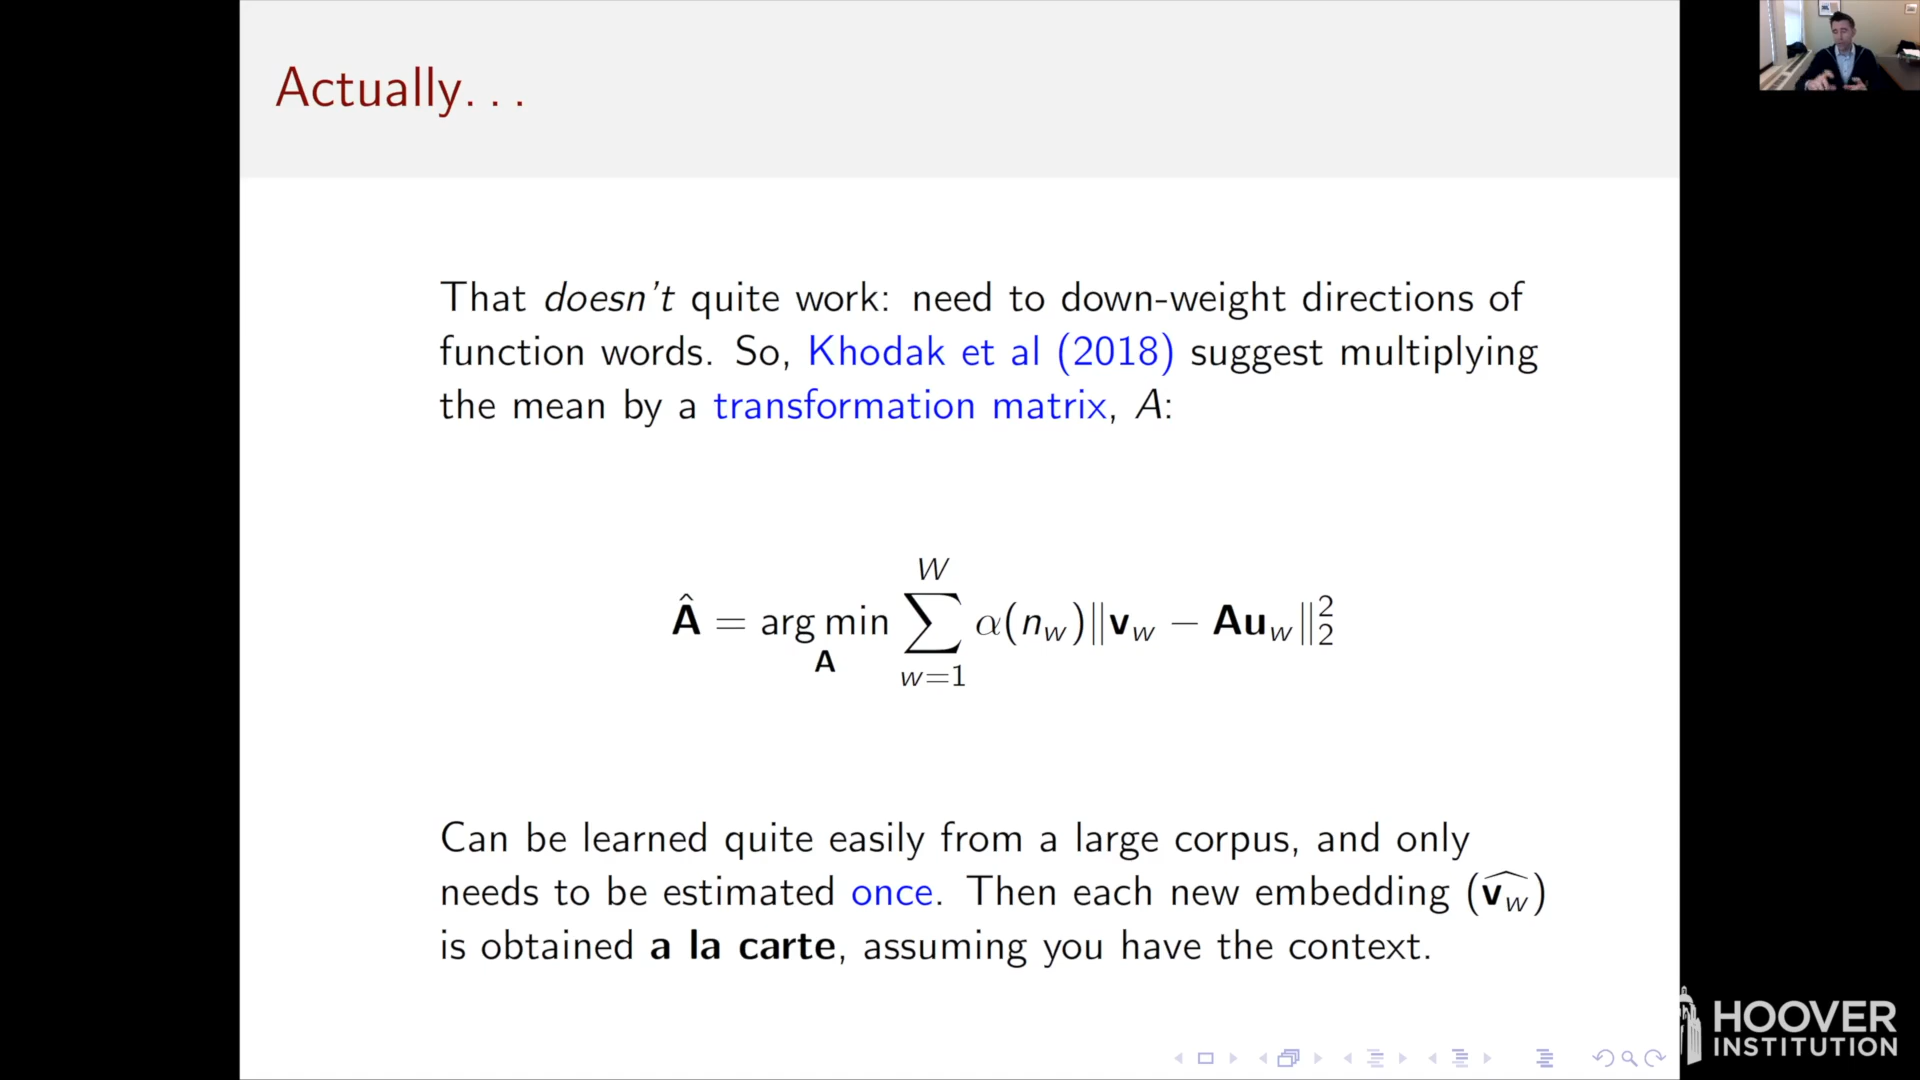 Actually. . .
That doesn't quite work: need to down-weight directions of
function words. So, Khodak et al (2018) suggest multiplying
the mean by a transformation matrix, A:
Â = arg min_A ∑_{w=1}^{W} α(n_w)‖v_w − Au_w‖₂²
Can be learned quite easily from a large corpus, and only
needs to be estimated once. Then each new embedding (v̂_w)
is obtained a la carte, assuming you have the context.
HOOVER
INSTITUTION